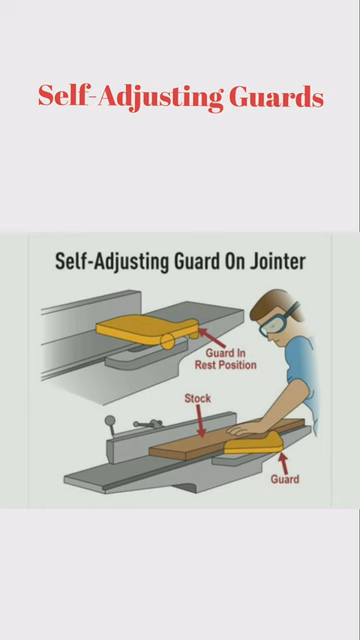 Self-Adjusting Guards
Self-Adjusting Guard On Jointer
Guard In
Rest Position
Stock
Guard